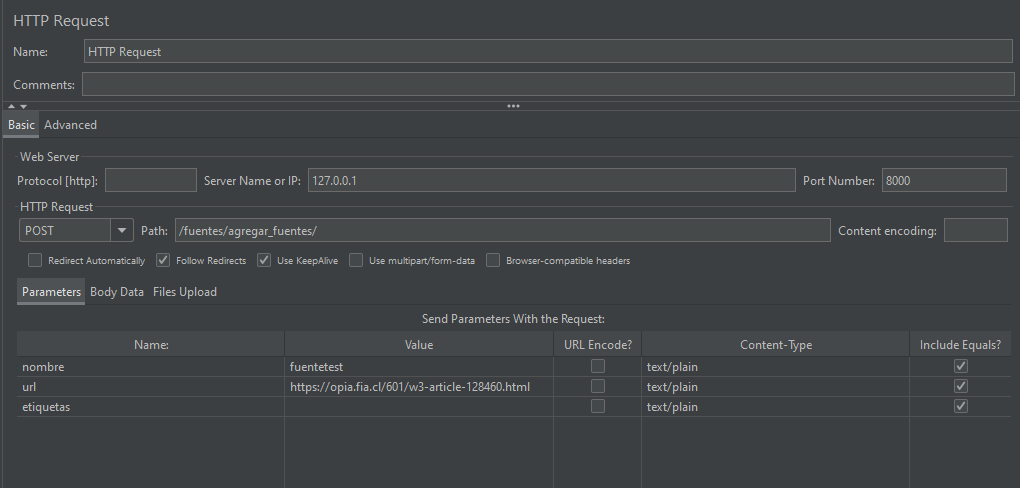 HTTP Request
Name: HTTP Request
Comments:
Basic Advanced
Web Server
Protocol [http]: Server Name or IP: 127.0.0.1 Port Number: 8000
HTTP Request
POST Path: /fuentes/agregar_fuentes/ Content encoding:
Redirect Automatically Follow Redirects Use KeepAlive Use multipart/form-data Browser-compatible headers
Parameters Body Data Files Upload
Send Parameters With the Request:
Name: Value URL Encode? Content-Type Include Equals?
nombre fuentetest text/plain
url https://opia.fia.cl/601/w3-article-128460.html text/plain
etiquetas text/plain